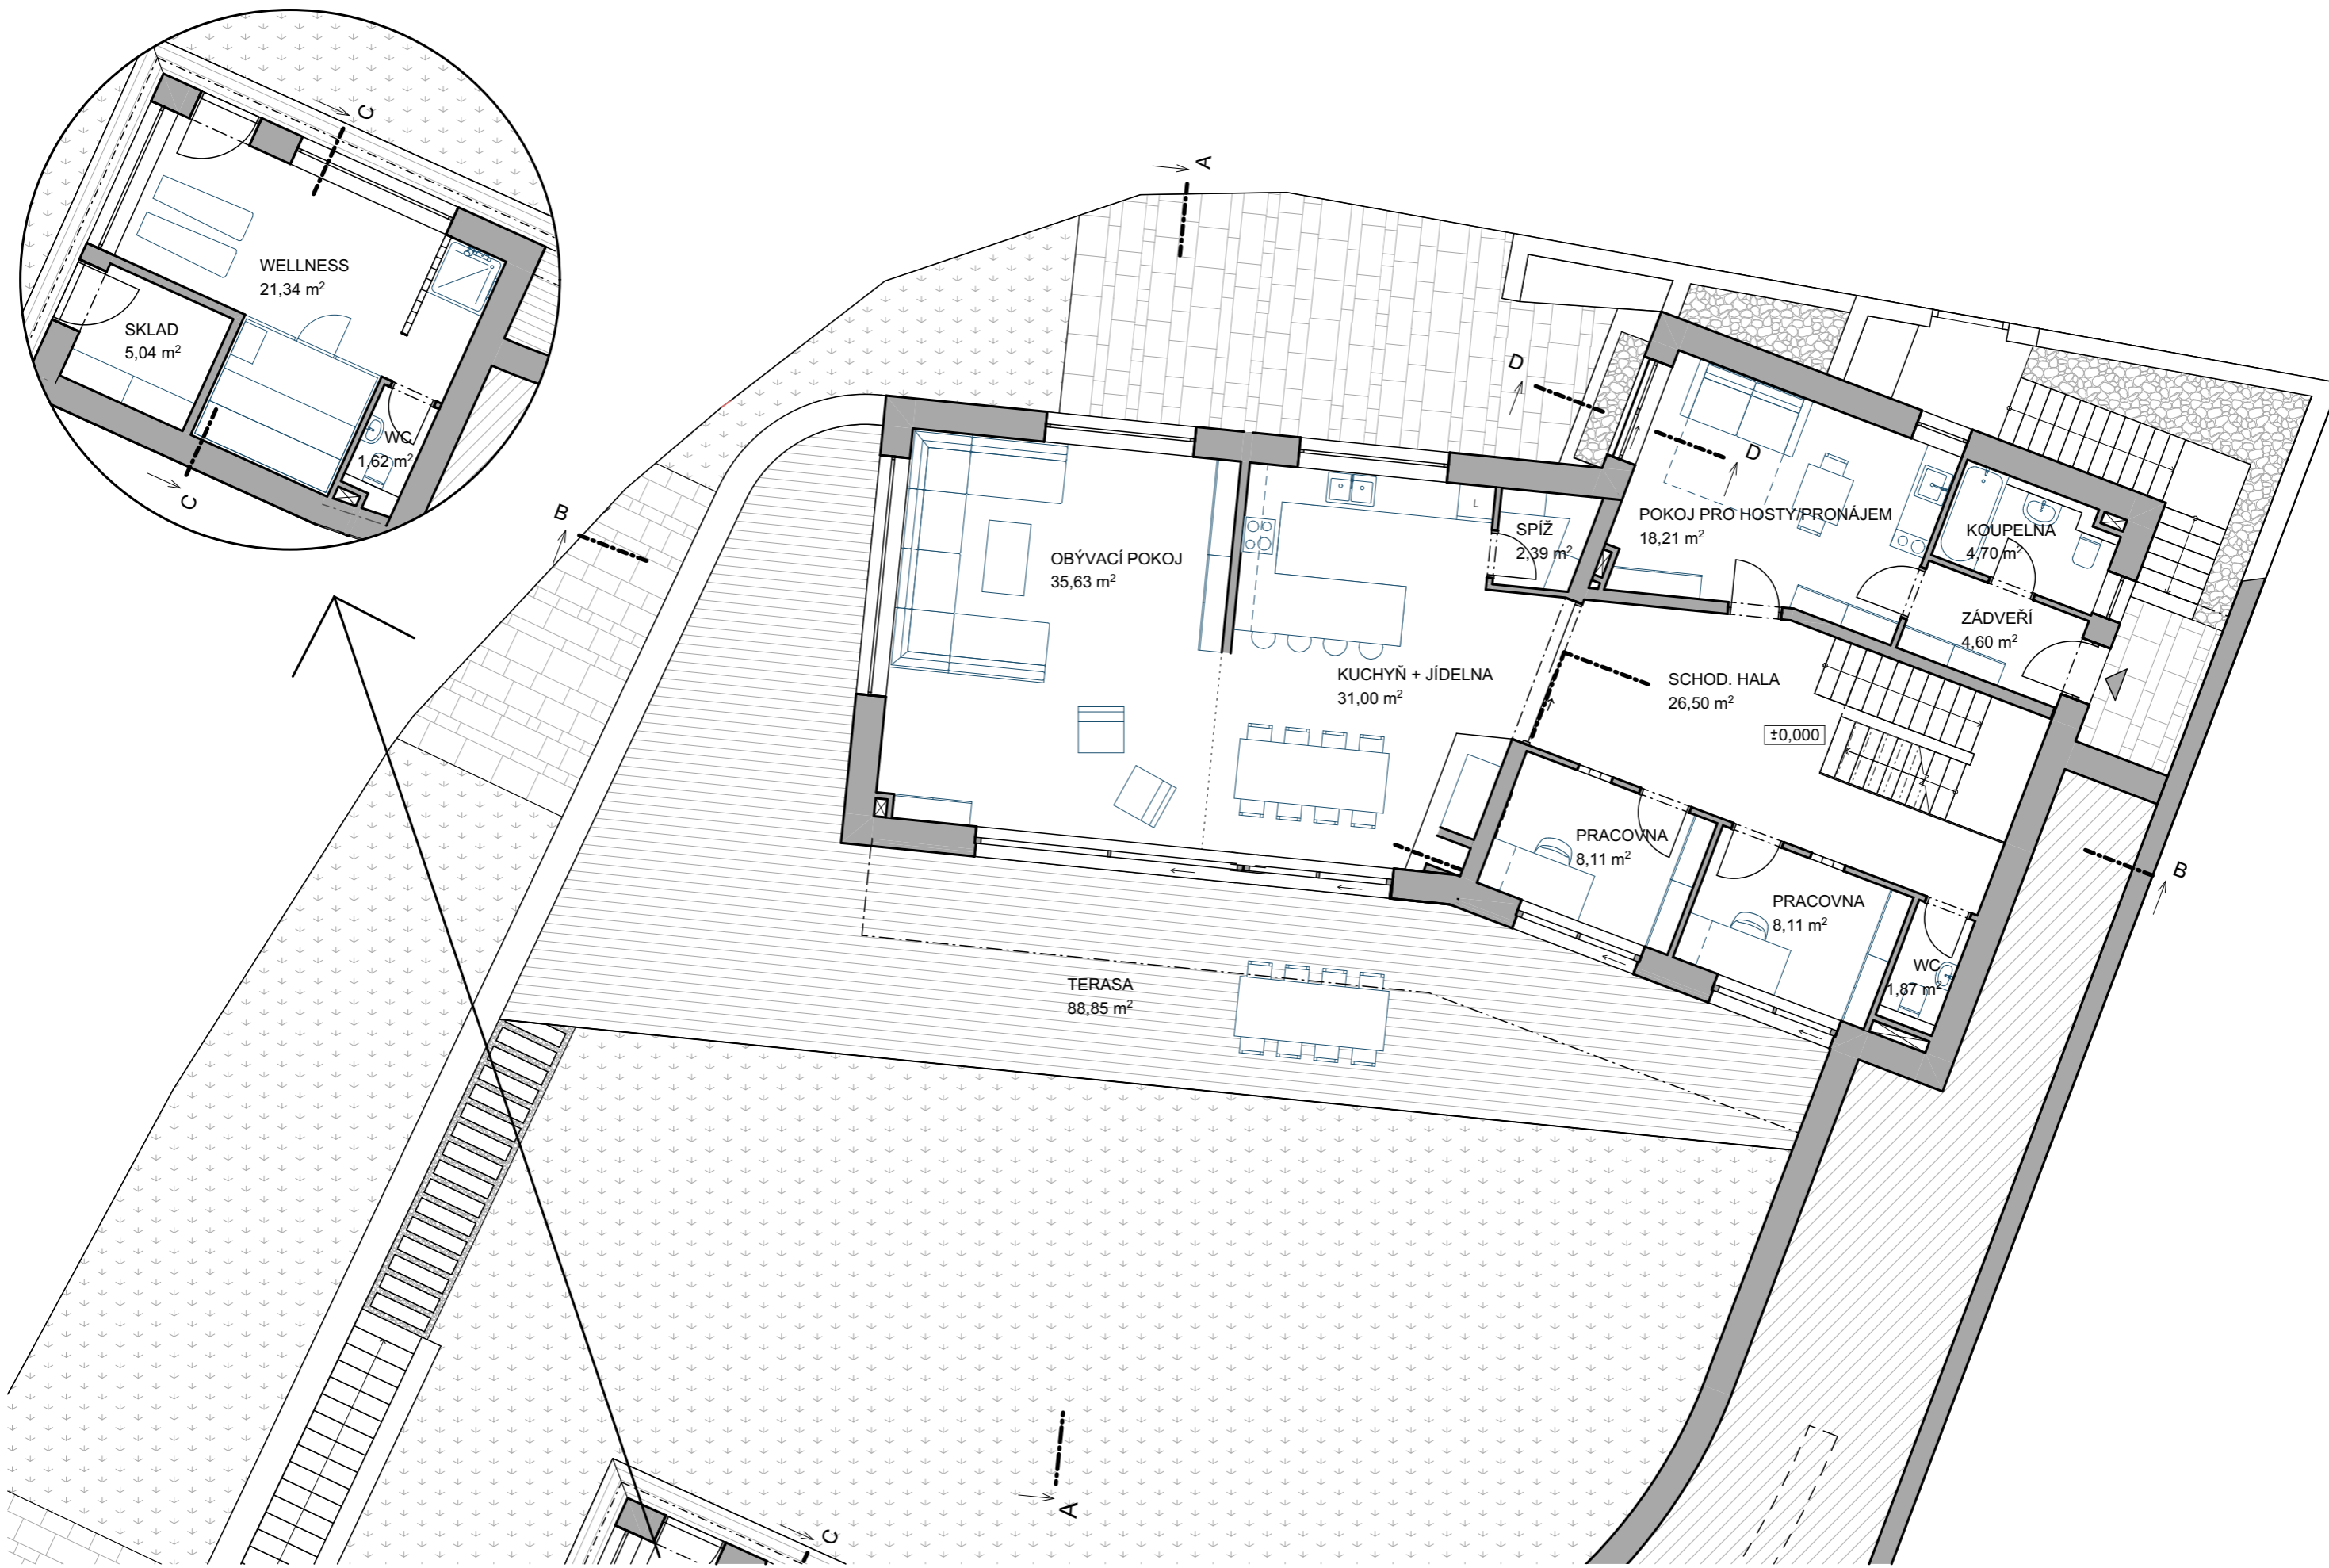 C
WELLNESS
21,34 m²
SKLAD
5,04 m²
WC
1,62 m²
C
A
B
D
D
OBÝVACÍ POKOJ
35,63 m²
L
SPÍŽ
2,39 m²
POKOJ PRO HOSTY/PRONÁJEM
18,21 m²
KOUPELNA
4,70 m²
ZÁDVEŘÍ
4,60 m²
KUCHYŇ + JÍDELNA
31,00 m²
SCHOD. HALA
26,50 m²
±0,000
PRACOVNA
8,11 m²
PRACOVNA
8,11 m²
B
WC
1,87 m²
TERASA
88,85 m²
A
C